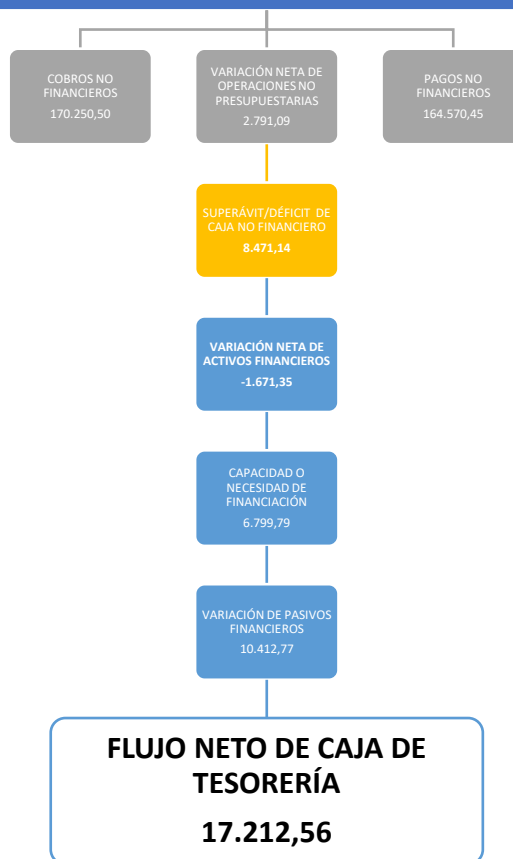 COBROS NO
FINANCIEROS
170.250,50
VARIACIÓN NETA DE
OPERACIONES NO
PRESUPUESTARIAS
2.791,09
PAGOS NO
FINANCIEROS
164.570,45
SUPERÁVIT/DÉFICIT DE
CAJA NO FINANCIERO
8.471,14
VARIACIÓN NETA DE
ACTIVOS FINANCIEROS
-1.671,35
CAPACIDAD O
NECESIDAD DE
FINANCIACIÓN
6.799,79
VARIACIÓN DE PASIVOS
FINANCIEROS
10.412,77
FLUJO NETO DE CAJA DE
TESORERÍA
17.212,56